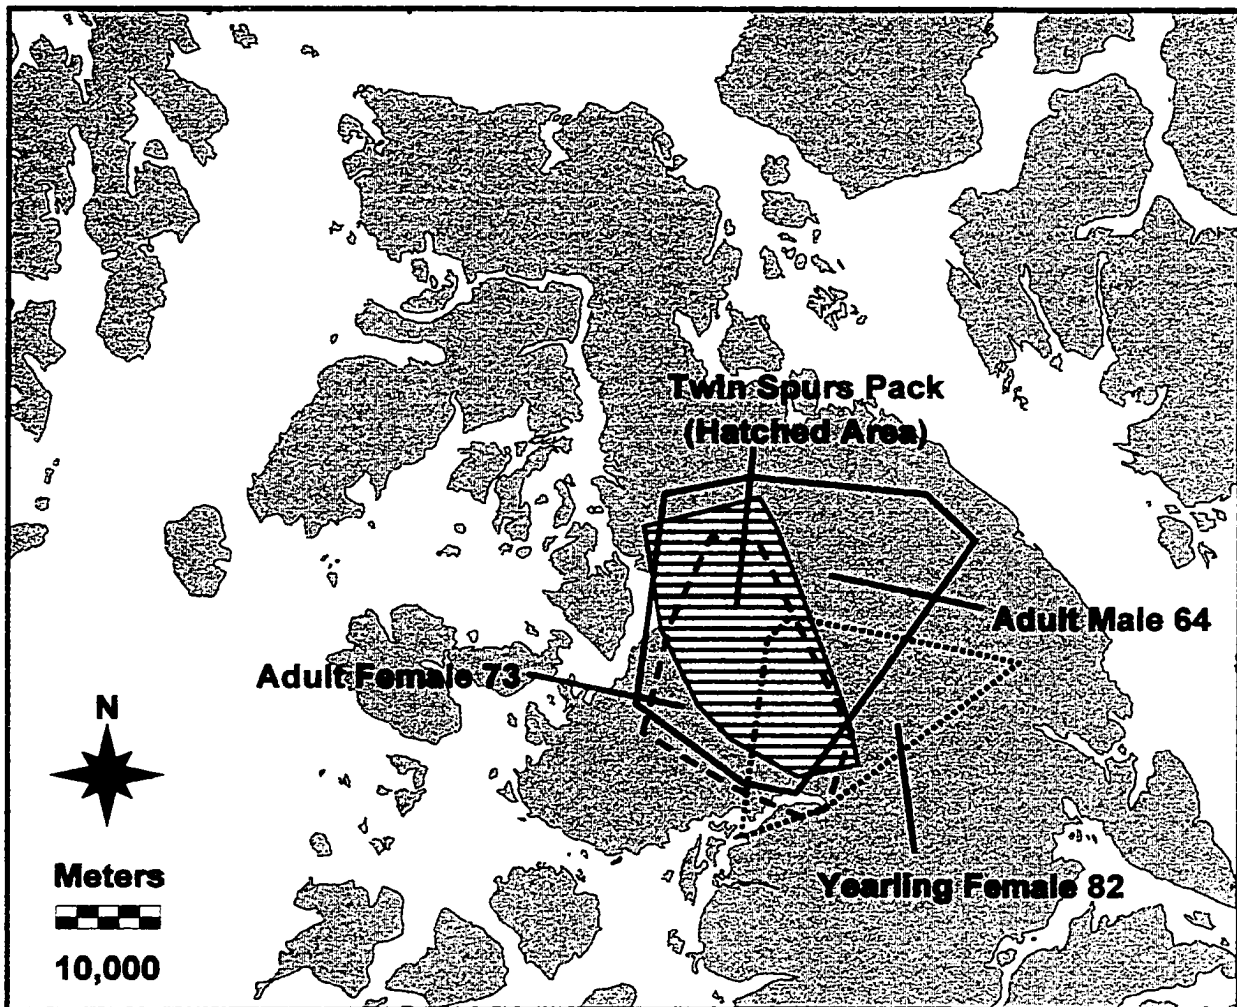 Twin Spurs Pack
(Hatched Area)
Adult Male 64
Adult Female 73
N
Yearling Female 82
Meters
10,000